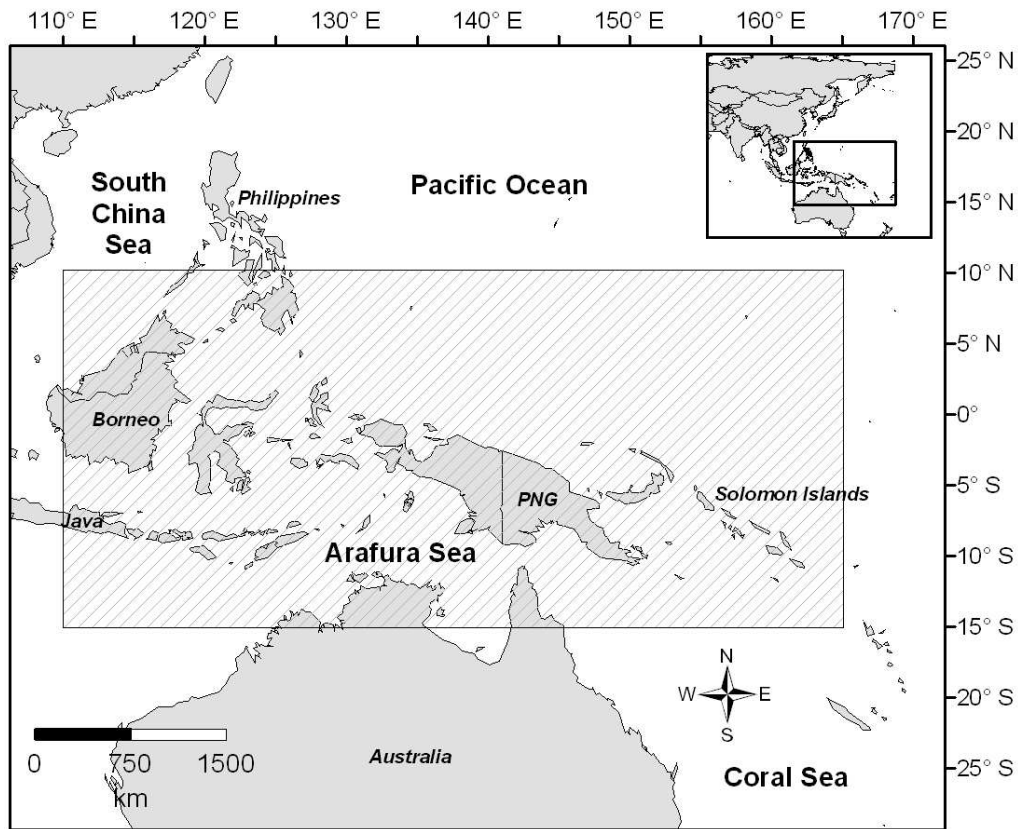 110° E 120° E 130° E 140° E 150° E 160° E 170° E
25° N
20° N
15° N
10° N
5° N
0°
5° S
10° S
15° S
20° S
25° S
South
China
Sea
Philippines
Pacific Ocean
Borneo
Java
PNG
Solomon Islands
Arafura Sea
N
W
E
S
Australia
Coral Sea
0 750 1500
km